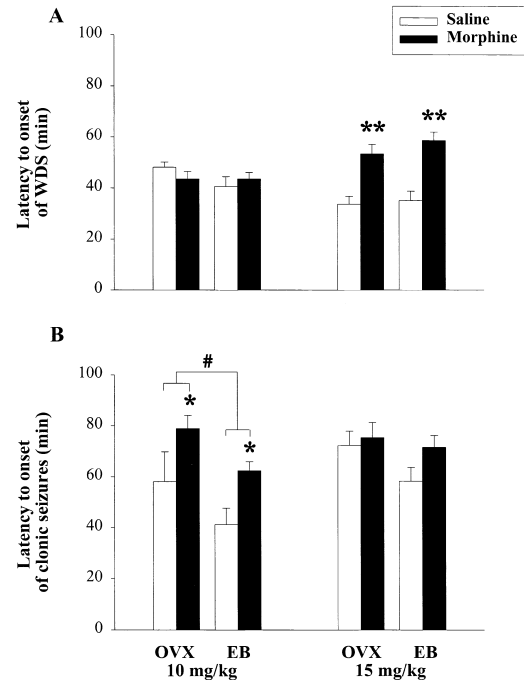 A
Saline
Morphine
Latency to onset
of WDS (min)
100
80
60
40
20
0
**
**
B
Latency to onset
of clonic seizures (min)
100
80
60
40
20
0
#
*
*
OVX EB OVX EB
10 mg/kg 15 mg/kg